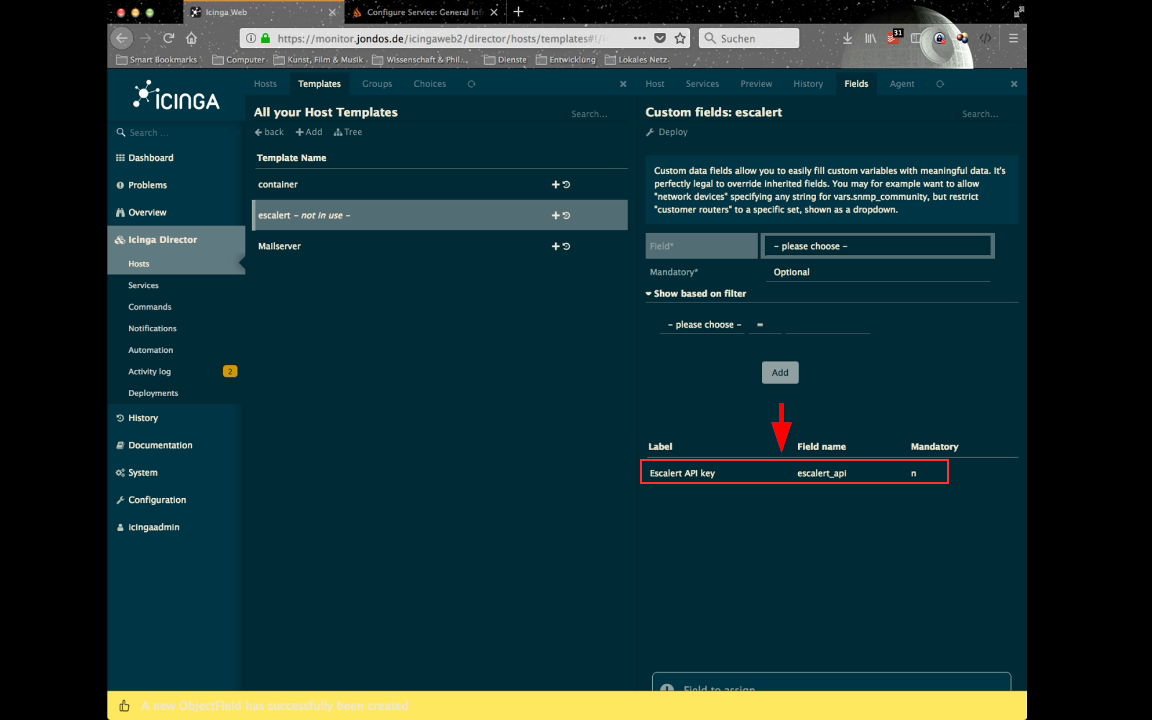 Icinga Web
Configure Service: General Inf
https://monitor.jondos.de/icingaweb2/director/hosts/templates#!/
Suchen
31
Smart Bookmarks
Computer
Kunst, Film & Musik
Wissenschaft & Phil...
Dienste
Entwicklung
Lokales Netz
ICINGA
Search ...
Dashboard
Problems
Overview
Icinga Director
Hosts
Services
Commands
Notifications
Automation
Activity log
2
Deployments
History
Documentation
System
Configuration
icingaadmin
Hosts
Templates
Groups
Choices
All your Host Templates
Search...
back
Add
Tree
Template Name
container
escalert – not in use –
Mailserver
Host
Services
Preview
History
Fields
Agent
Custom fields: escalert
Search...
Deploy
Custom data fields allow you to easily fill custom variables with meaningful data. It's
perfectly legal to override inherited fields. You may for example want to allow
"network devices" specifying any string for vars.snmp_community, but restrict
"customer routers" to a specific set, shown as a dropdown.
Field*
– please choose –
Mandatory*
Optional
Show based on filter
– please choose –
=
Add
Label Field name Mandatory
Escalert API key escalert_api n
Field to assign
A new ObjectField has successfully been created